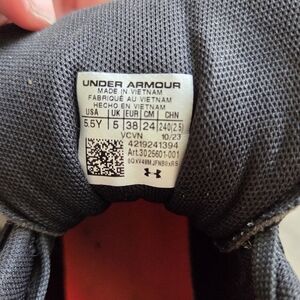 UNDER ARMOUR
MADE IN VIETNAM
FABRIQUÉ AU VIETNAM
HECHO EN VIETNAM
USA UK EUR CM CHN
5.5Y 5 38 24 240(2.5)
VCVN 10/23
4219241394
Art.3025601-001